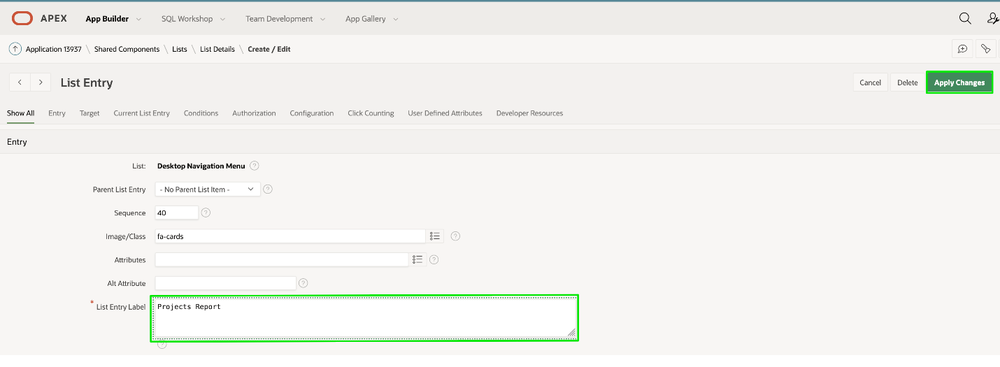 APEX App Builder SQL Workshop Team Development App Gallery
Application 13937 \ Shared Components \ Lists \ List Details \ Create / Edit
List Entry Cancel Delete Apply Changes
Show All Entry Target Current List Entry Conditions Authorization Configuration Click Counting User Defined Attributes Developer Resources
Entry
List: Desktop Navigation Menu ?
Parent List Entry - No Parent List Item - ?
Sequence 40 ?
Image/Class fa-cards ?
Attributes ?
Alt Attribute ?
* List Entry Label Projects Report
?